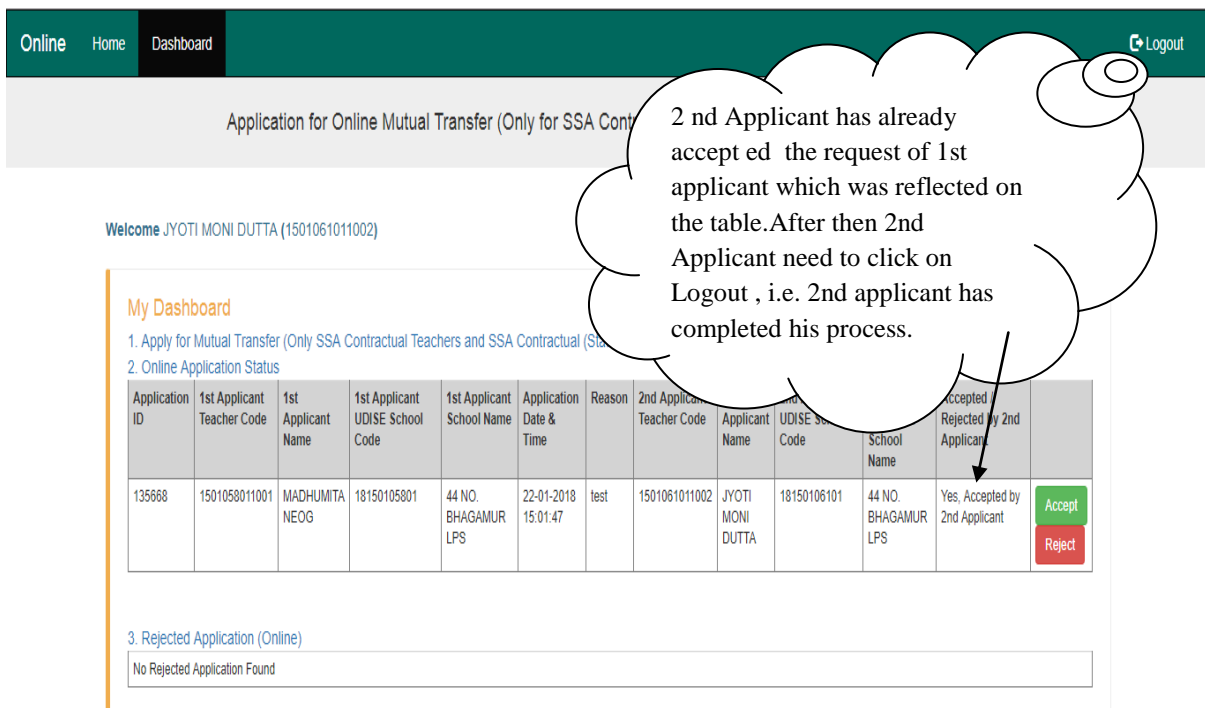 Online Home Dashboard Logout
Application for Online Mutual Transfer (Only for SSA
2 nd Applicant has already
accept ed the request of 1st
applicant which was reflected on
the table.After then 2nd
Applicant need to click on
Logout , i.e. 2nd applicant has
completed his process.
Welcome JYOTI MONI DUTTA (1501061011002)
My Dashboard
1. Apply for Mutual Transfer (Only SSA Contractual Teachers and SSA Contractual
2. Online Application Status
Application ID
1st Applicant Teacher Code
1st Applicant Name
1st Applicant UDISE School Code
1st Applicant School Name
Application Date & Time
Reason
2nd Teacher Code
Applicant Name
UDISE Code
School Name
Accepted / Rejected by 2nd Applicant
135668
1501058011001
MADHUMITA NEOG
18150105801
44 NO. BHAGAMUR LPS
22-01-2018 15:01:47
test
1501061011002
JYOTI MONI DUTTA
18150106101
44 NO. BHAGAMUR LPS
Yes, Accepted by 2nd Applicant
Accept
Reject
3. Rejected Application (Online)
No Rejected Application Found